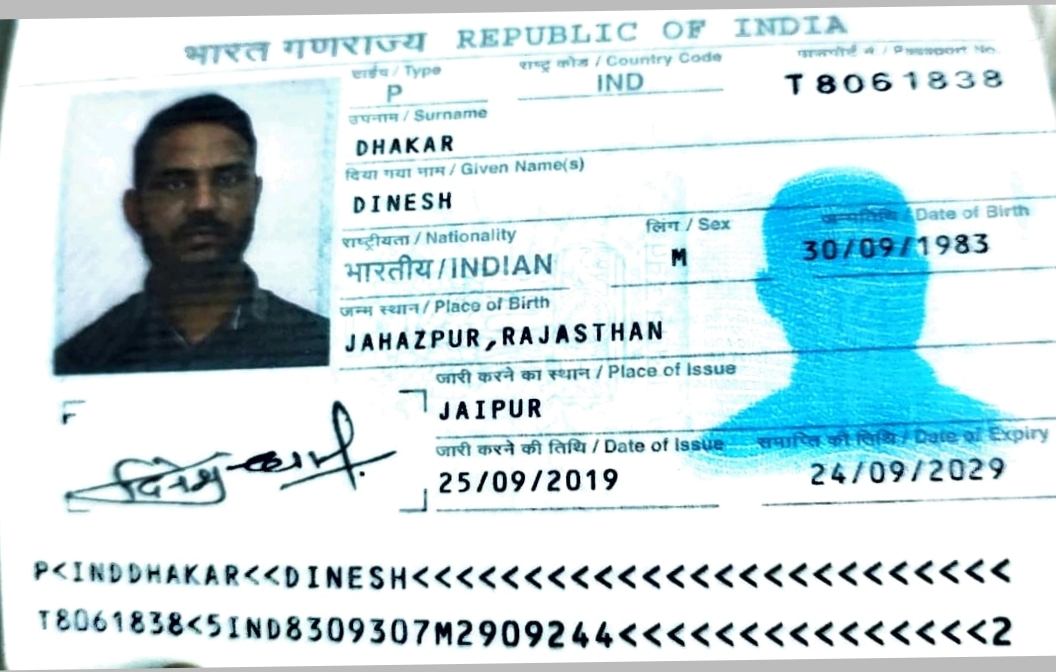 भारत गणराज्य REPUBLIC OF INDIA
टाईप / Type
राष्ट्र कोड / Country Code
पासपोर्ट नं / Passport No.
P
IND
T 8061838
उपनाम / Surname
DHAKAR
दिया गया नाम / Given Name(s)
DINESH
राष्ट्रीयता / Nationality
लिंग / Sex
जन्मतिथि / Date of Birth
भारतीय / INDIAN
M
30/09/1983
जन्म स्थान / Place of Birth
JAHAZPUR,RAJASTHAN
जारी करने का स्थान / Place of Issue
JAIPUR
जारी करने की तिथि / Date of Issue
समाप्ति की तिथि / Date of Expiry
25/09/2019
24/09/2029
P<INDDHAKAR<<DINESH<<<<<<<<<<<<<<<<<<<<<<<<<
T8061838<5IND8309307M2909244<<<<<<<<<<<<<<<2